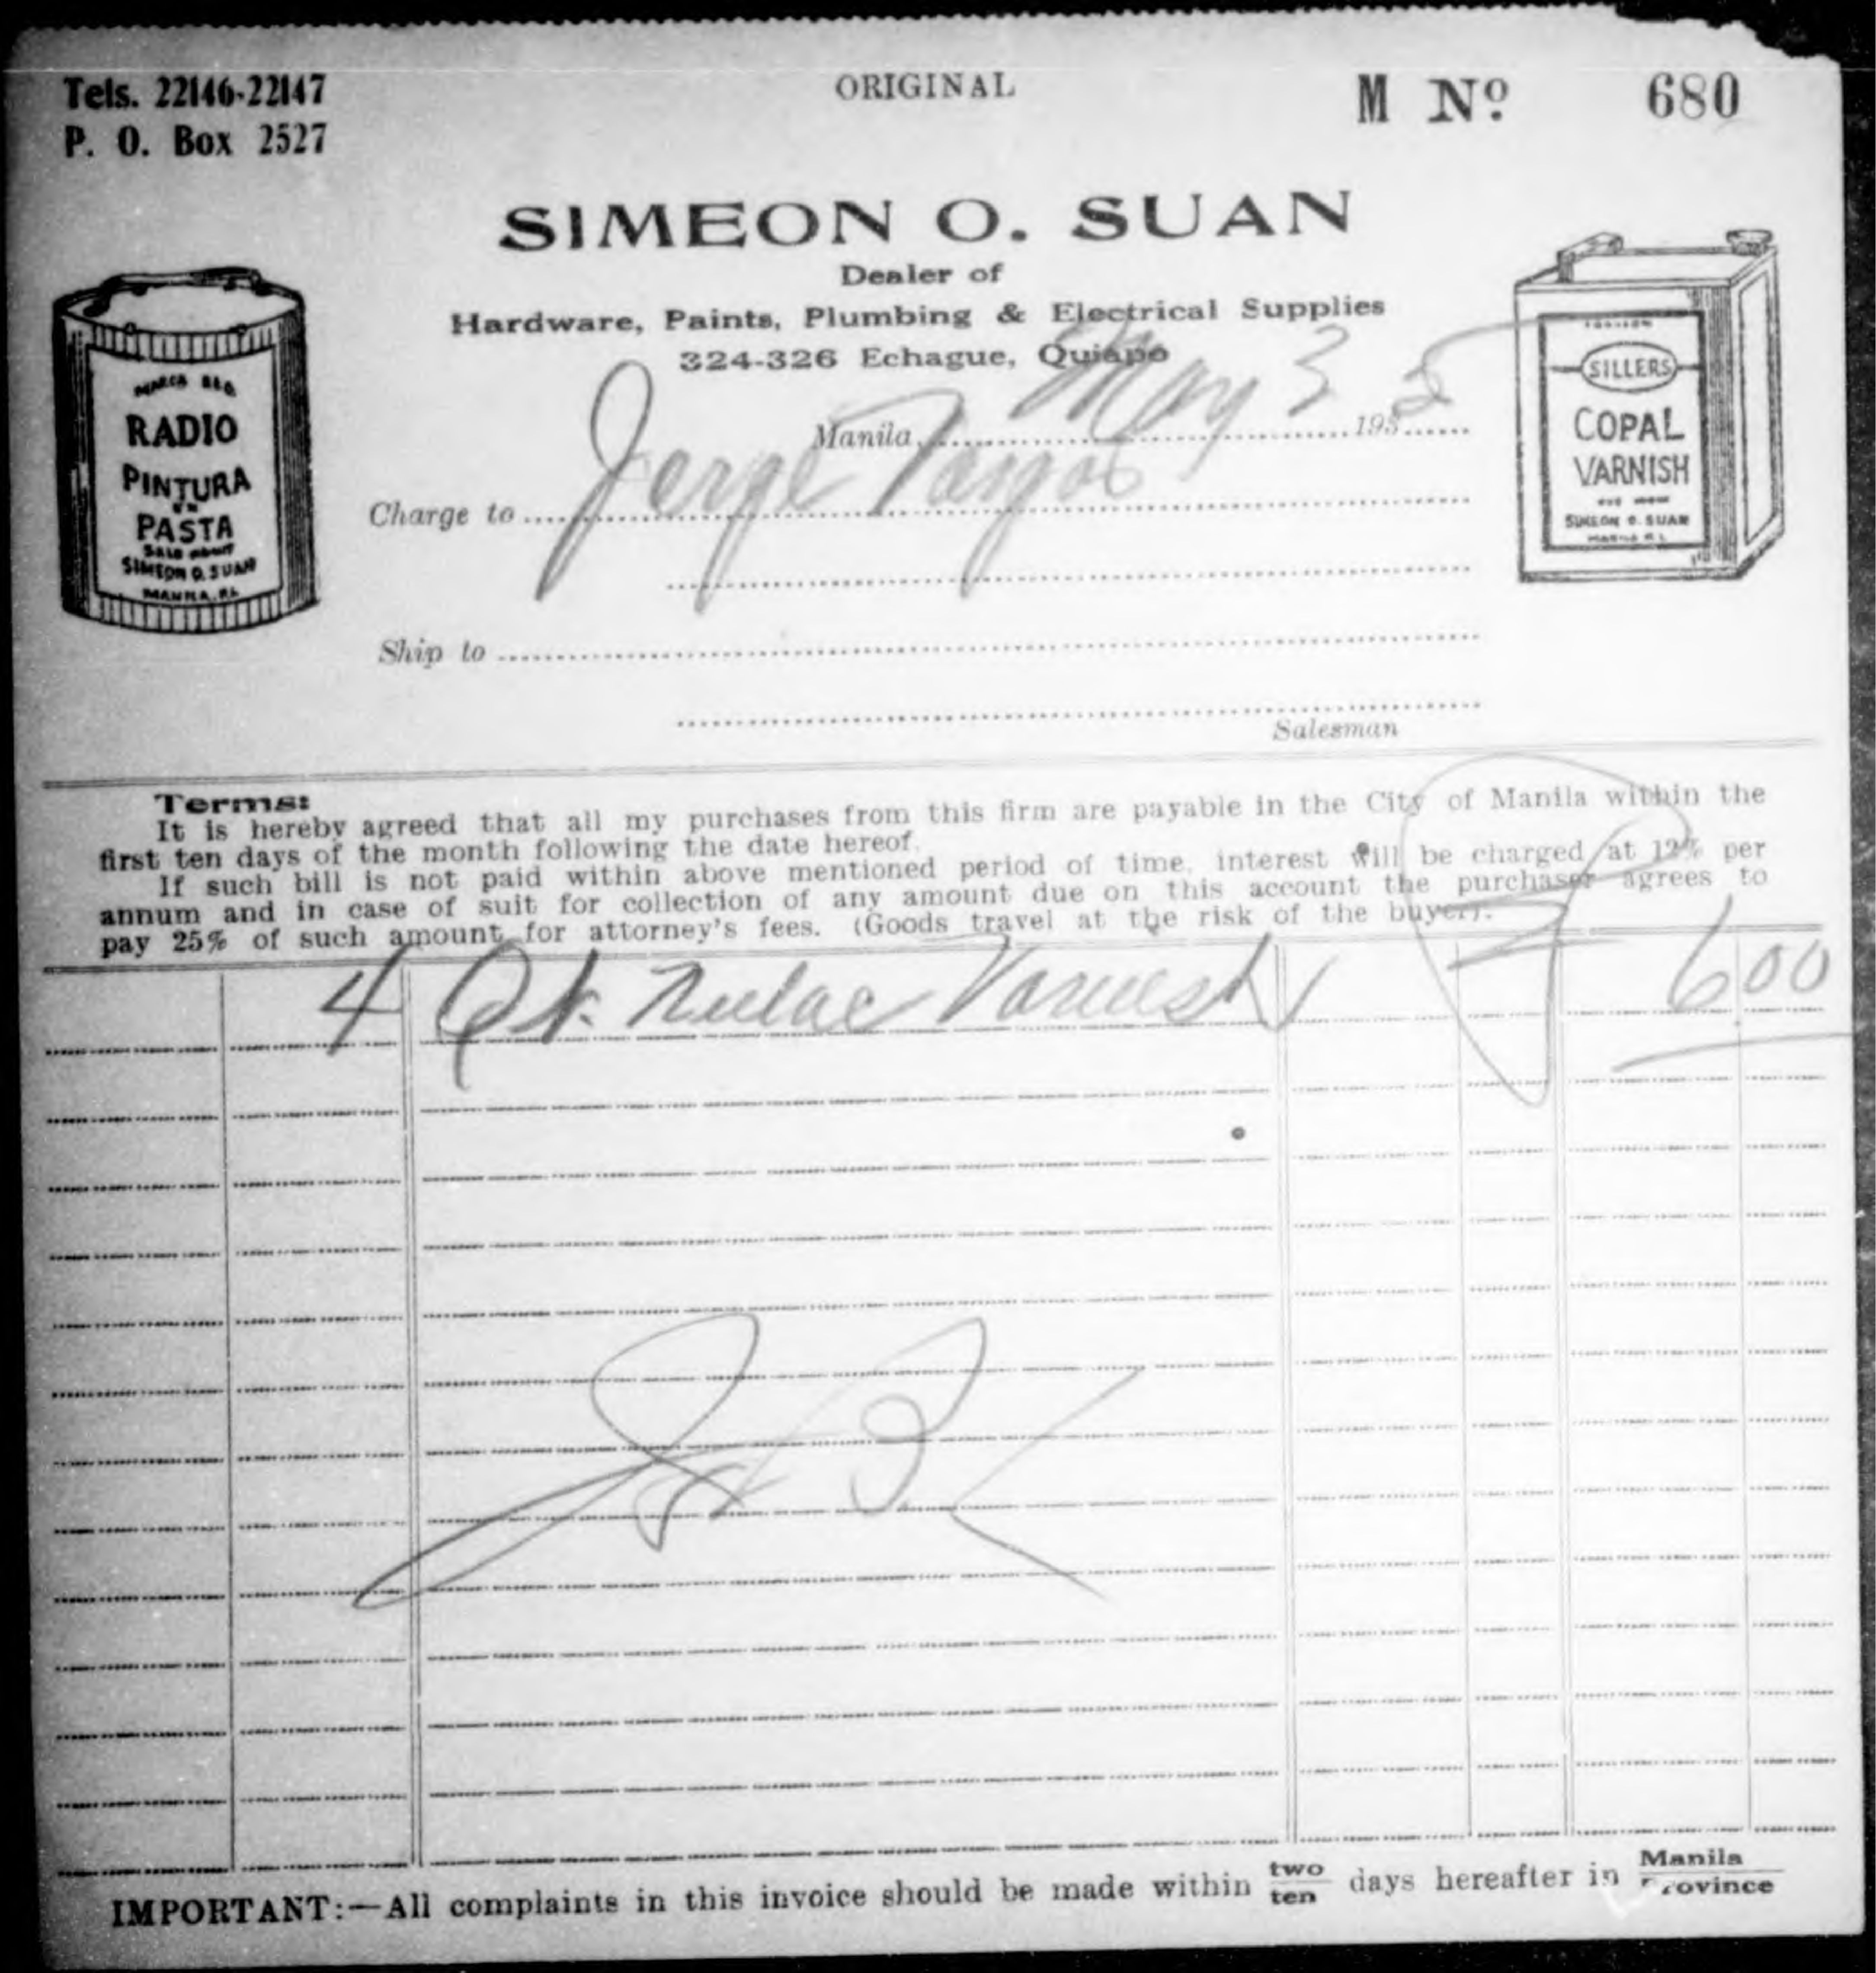 Tels. 22146-22147
P. O. Box 2527
ORIGINAL
M Nº 680
SIMEON O. SUAN
Dealer of
Hardware, Paints, Plumbing & Electrical Supplies
324-326 Echague, Quiapo
Manila May 3 1935
Charge to Jorge Vargas
Ship to
Salesman
RADIO
PINTURA
EN
PASTA
SIMEON O. SUAN
MANILA, P.I.
SILLERS
COPAL
VARNISH
SIMEON O. SUAN
MANILA P.I.
Terms:
It is hereby agreed that all my purchases from this firm are payable in the City of Manila within the
first ten days of the month following the date hereof.
If such bill is not paid within above mentioned period of time, interest will be charged at 12% per
annum and in case of suit for collection of any amount due on this account the purchaser agrees to
pay 25% of such amount for attorney's fees. (Goods travel at the risk of the buyer).
4 Qt. Varnish 6.00
IMPORTANT:—All complaints in this invoice should be made within two/ten days hereafter in Manila/Province